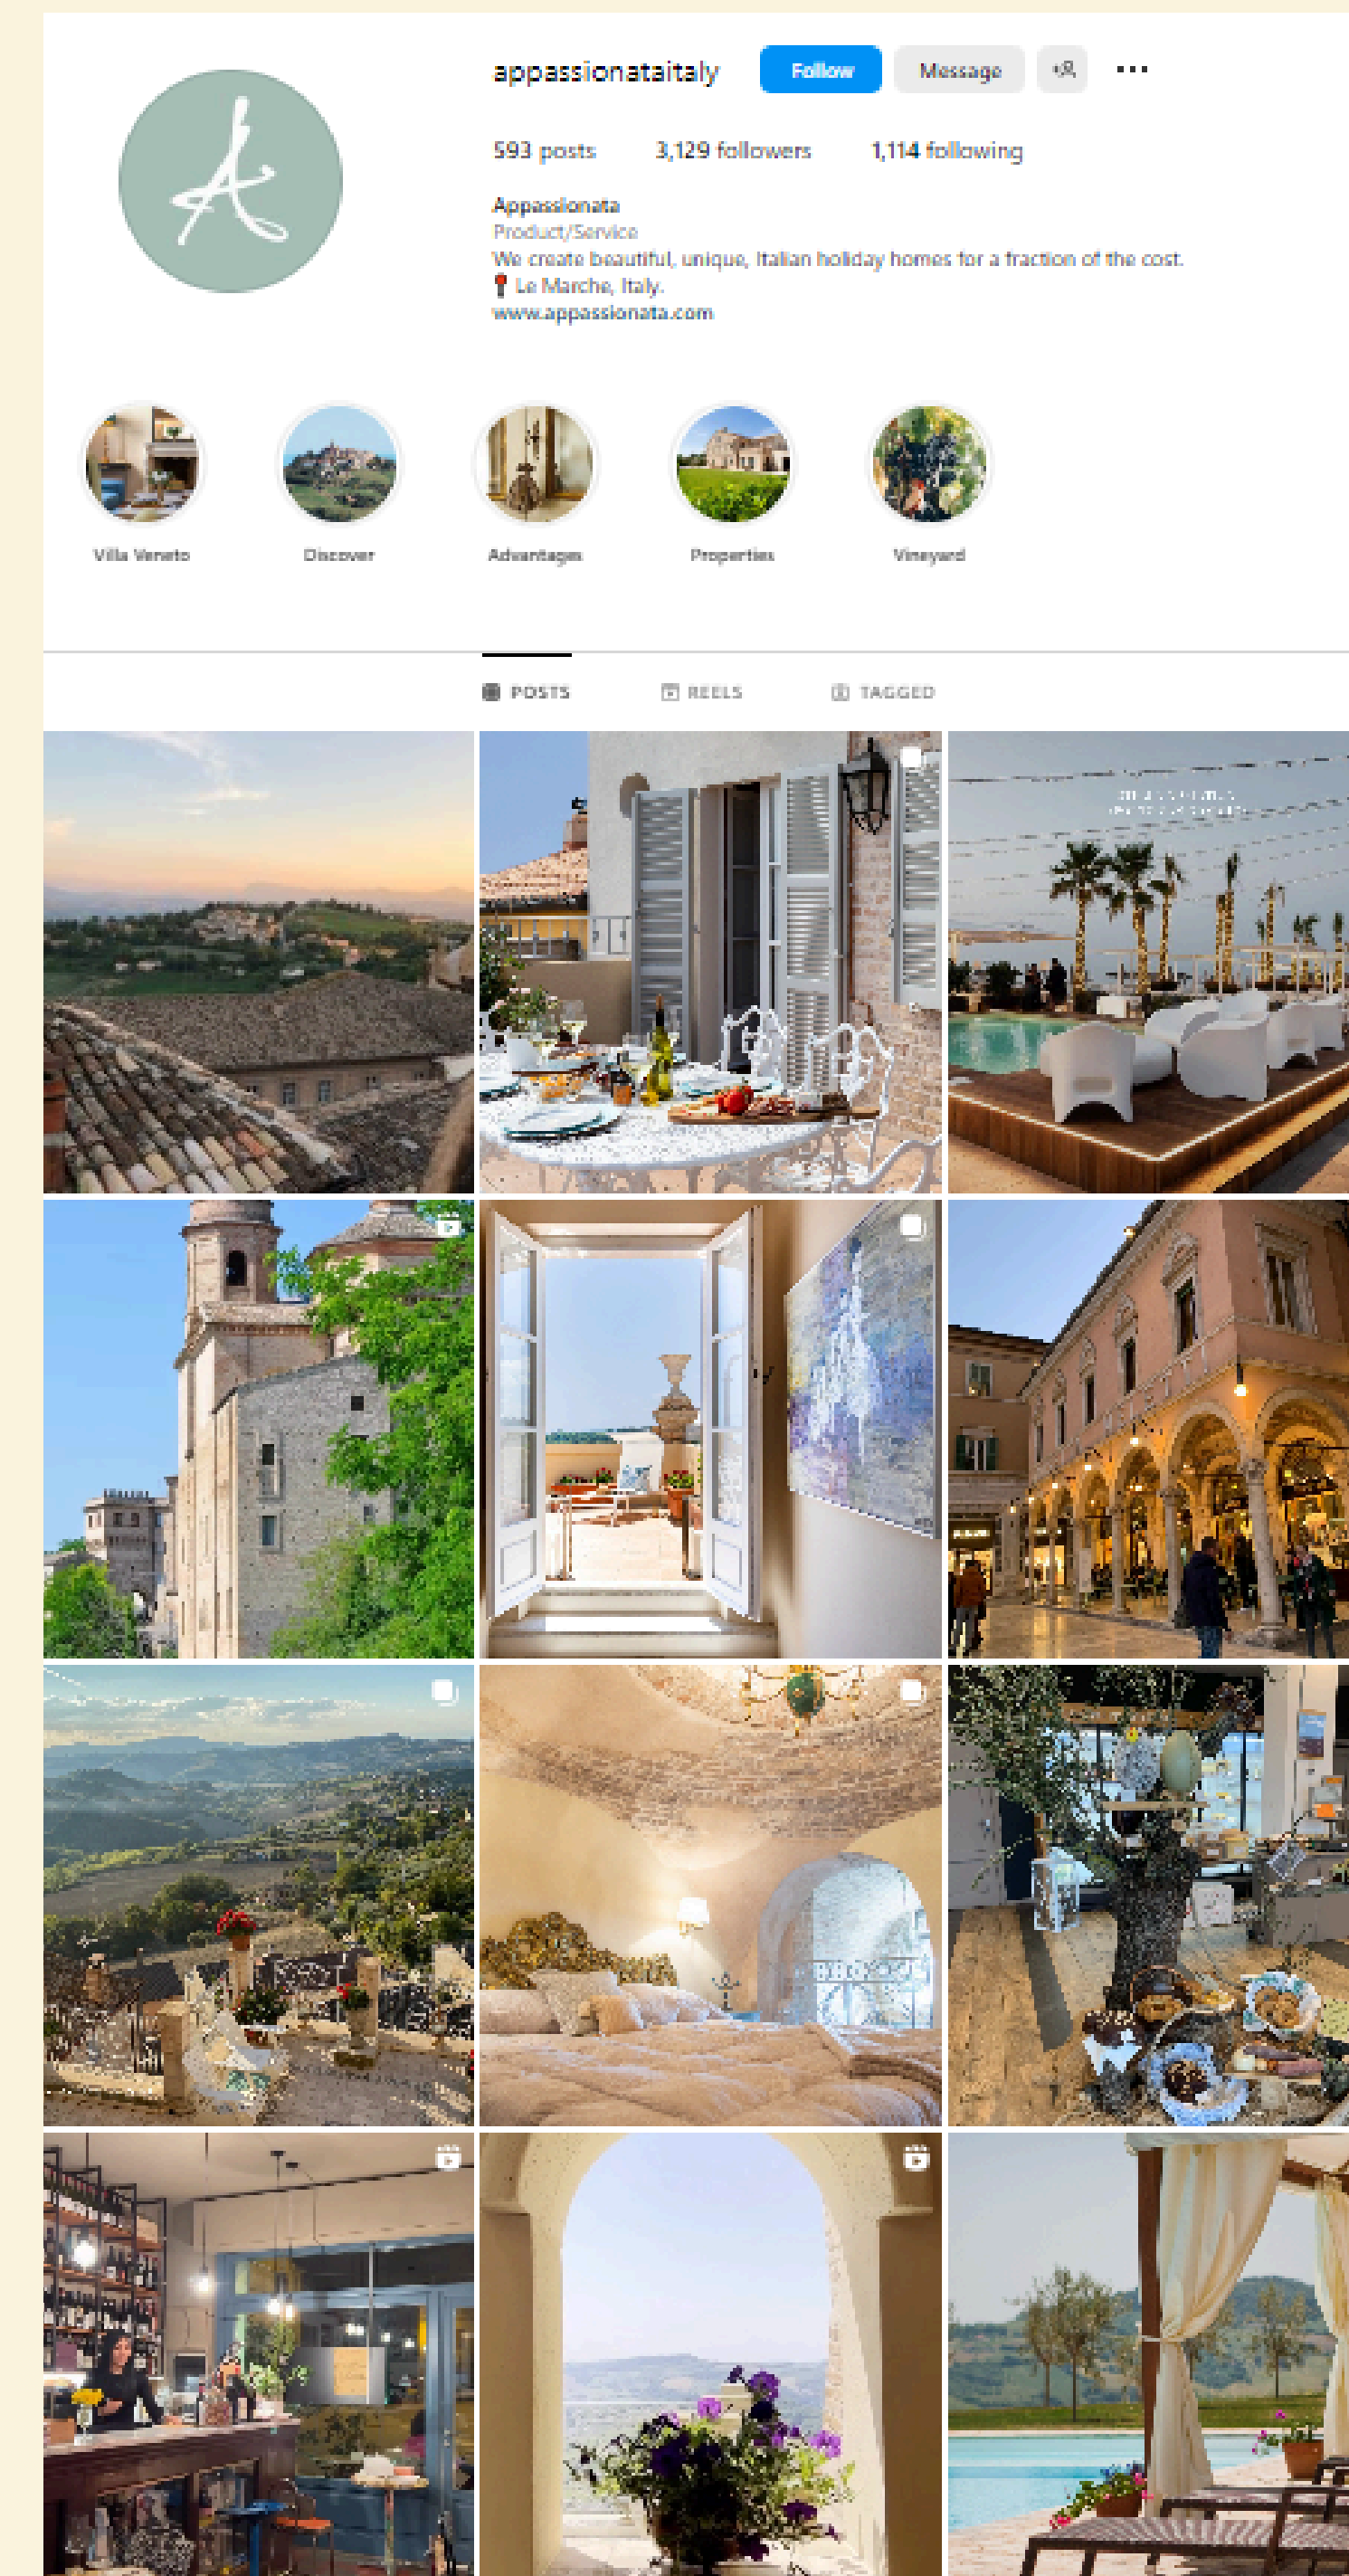 appassionataitaly Follow Message
593 posts 3,129 followers 1,114 following
Appassionata
Product/Service
We create beautiful, unique, Italian holiday homes for a fraction of the cost.
📍 Le Marche, Italy.
www.appassionata.com
Villa Veneto Discover Advantages Properties Vineyard
POSTS REELS TAGGED